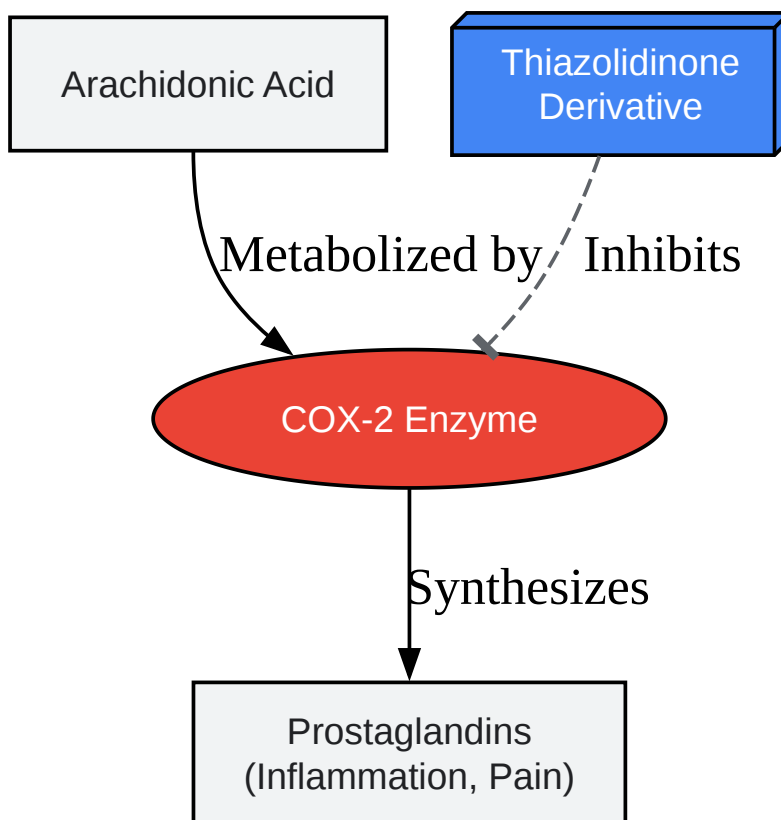 Arachidonic Acid
Thiazolidinone
Derivative
Metabolized by
Inhibits
COX-2 Enzyme
Synthesizes
Prostaglandins
(Inflammation, Pain)